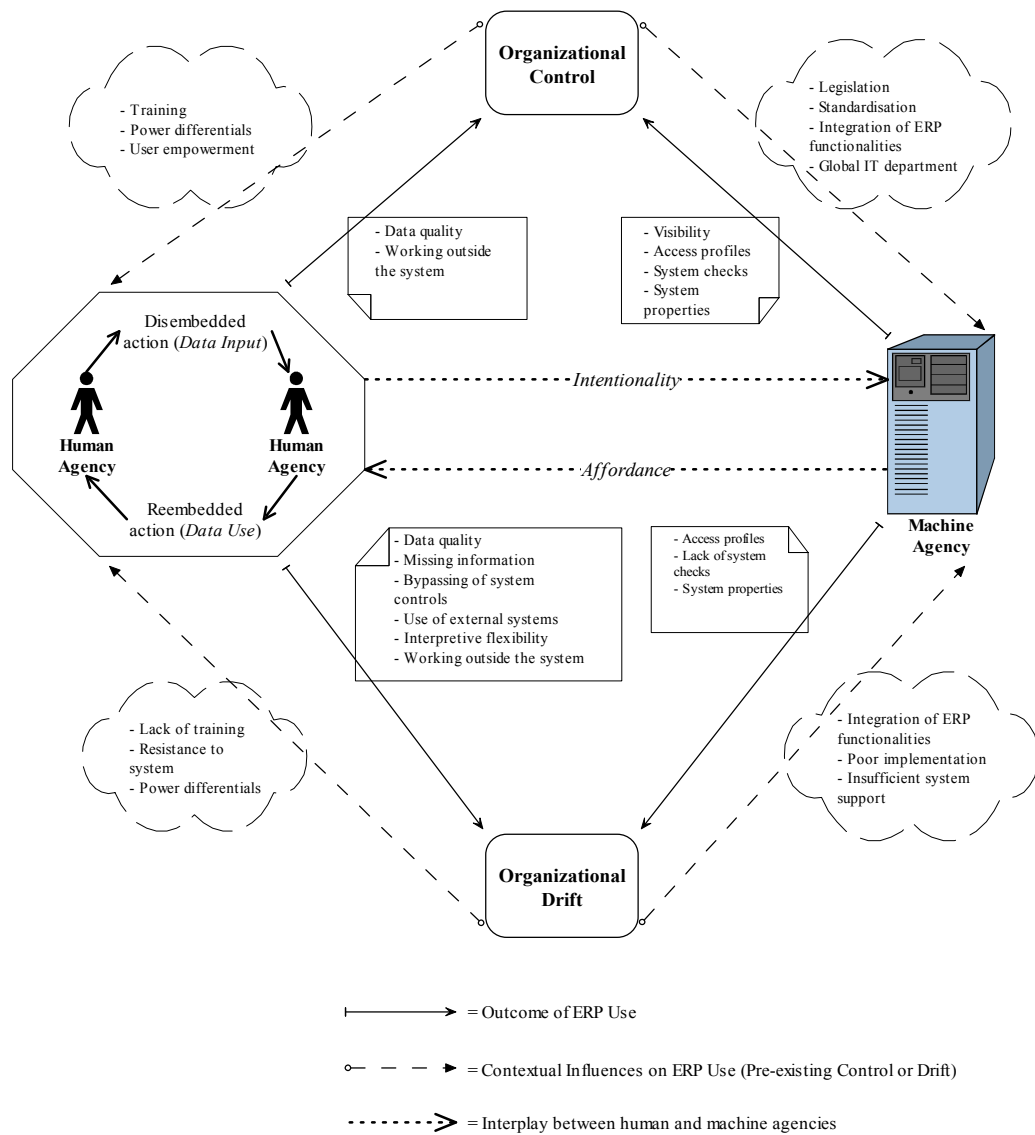 Organizational
Control
- Training
- Power differentials
- User empowerment
- Legislation
- Standardisation
- Integration of ERP
functionalities
- Global IT department
- Data quality
- Working outside
the system
- Visibility
- Access profiles
- System checks
- System
properties
Disembedded
action (Data Input)
Human
Agency
Human
Agency
Reembedded
action (Data Use)
Intentionality
Affordance
Machine
Agency
- Data quality
- Missing information
- Bypassing of system
controls
- Use of external systems
- Interpretive flexibility
- Working outside the system
- Access profiles
- Lack of system
checks
- System properties
- Lack of training
- Resistance to
system
- Power differentials
- Integration of ERP
functionalities
- Poor implementation
- Insufficient system
support
Organizational
Drift
= Outcome of ERP Use
= Contextual Influences on ERP Use (Pre-existing Control or Drift)
= Interplay between human and machine agencies